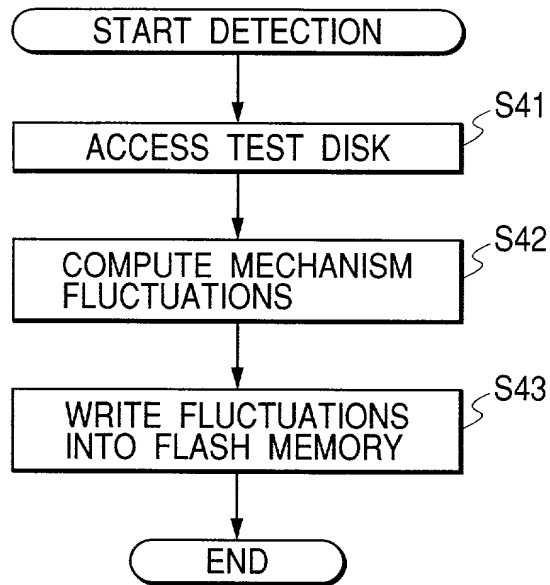 START DETECTION
S41
ACCESS TEST DISK
S42
COMPUTE MECHANISM
FLUCTUATIONS
S43
WRITE FLUCTUATIONS
INTO FLASH MEMORY
END